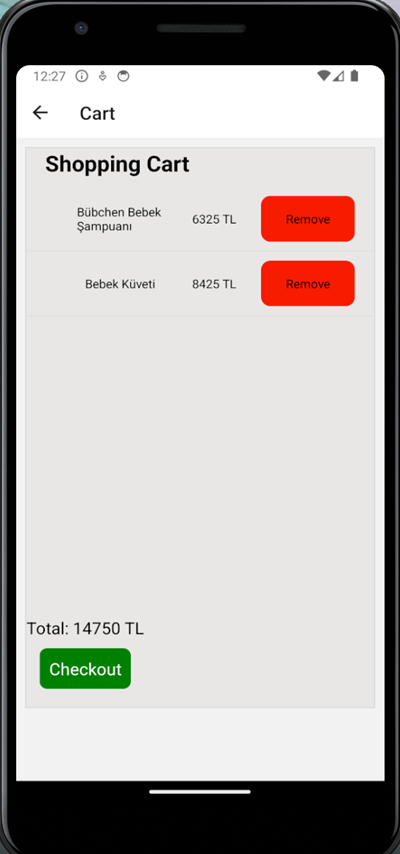 12:27
Cart
Shopping Cart
Bübchen Bebek
Şampuanı
6325 TL
Remove
Bebek Küveti
8425 TL
Remove
Total: 14750 TL
Checkout